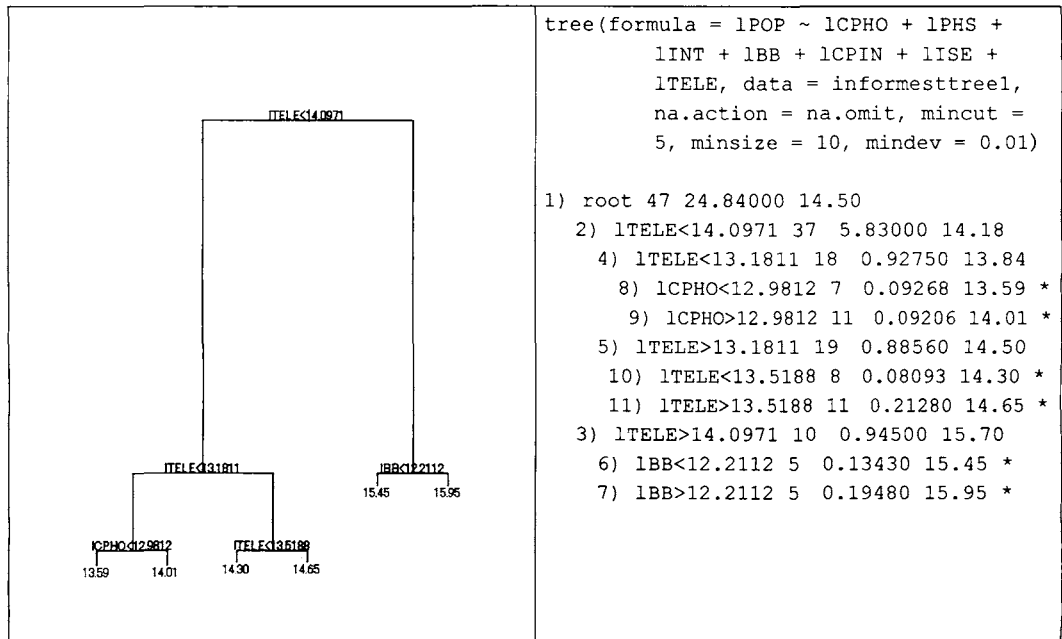 lTELE<14.0971
lTELE<13.1811
lBB<12.2112
15.45 15.95
lCPHO<12.9812
lTELE<13.5188
13.59 14.01 14.30 14.65
tree(formula = lPOP ~ lCPHO + lPHS +
lINT + lBB + lCPIN + lISE +
lTELE, data = informesttree1,
na.action = na.omit, mincut =
5, minsize = 10, mindev = 0.01)
1) root 47 24.84000 14.50
2) lTELE<14.0971 37 5.83000 14.18
4) lTELE<13.1811 18 0.92750 13.84
8) lCPHO<12.9812 7 0.09268 13.59 *
9) lCPHO>12.9812 11 0.09206 14.01 *
5) lTELE>13.1811 19 0.88560 14.50
10) lTELE<13.5188 8 0.08093 14.30 *
11) lTELE>13.5188 11 0.21280 14.65 *
3) lTELE>14.0971 10 0.94500 15.70
6) lBB<12.2112 5 0.13430 15.45 *
7) lBB>12.2112 5 0.19480 15.95 *